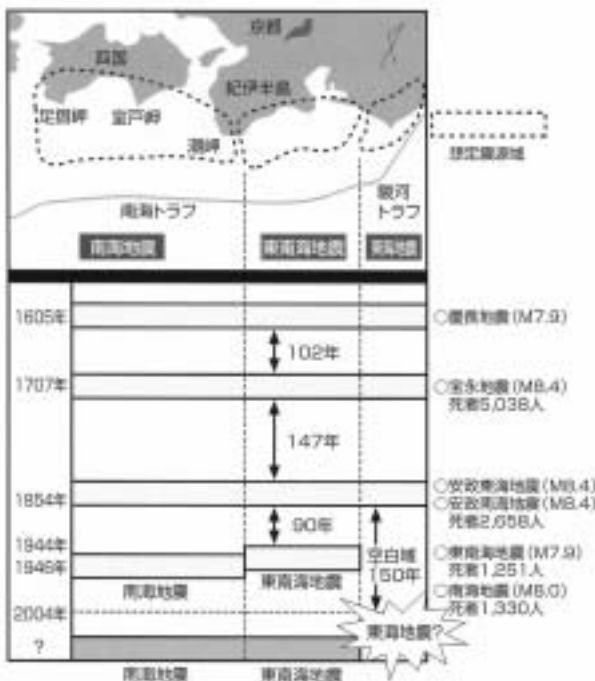 京都
四国
紀伊半島
足摺岬
室戸岬
潮岬
想定震源域
南海トラフ
駿河
トラフ
南海地震
東南海地震
東海地震
1605年
○慶長地震(M7.9)
102年
1707年
○宝永地震(M8.4)
死者5,038人
147年
1854年
○安政東海地震(M8.4)
○安政南海地震(M8.4)
死者2,658人
90年
空白域
150年
1944年
○東南海地震(M7.9)
死者1,251人
1946年
南海地震
東南海地震
○南海地震(M8.0)
死者1,330人
2004年
東海地震?
?
南海地震
東南海地震